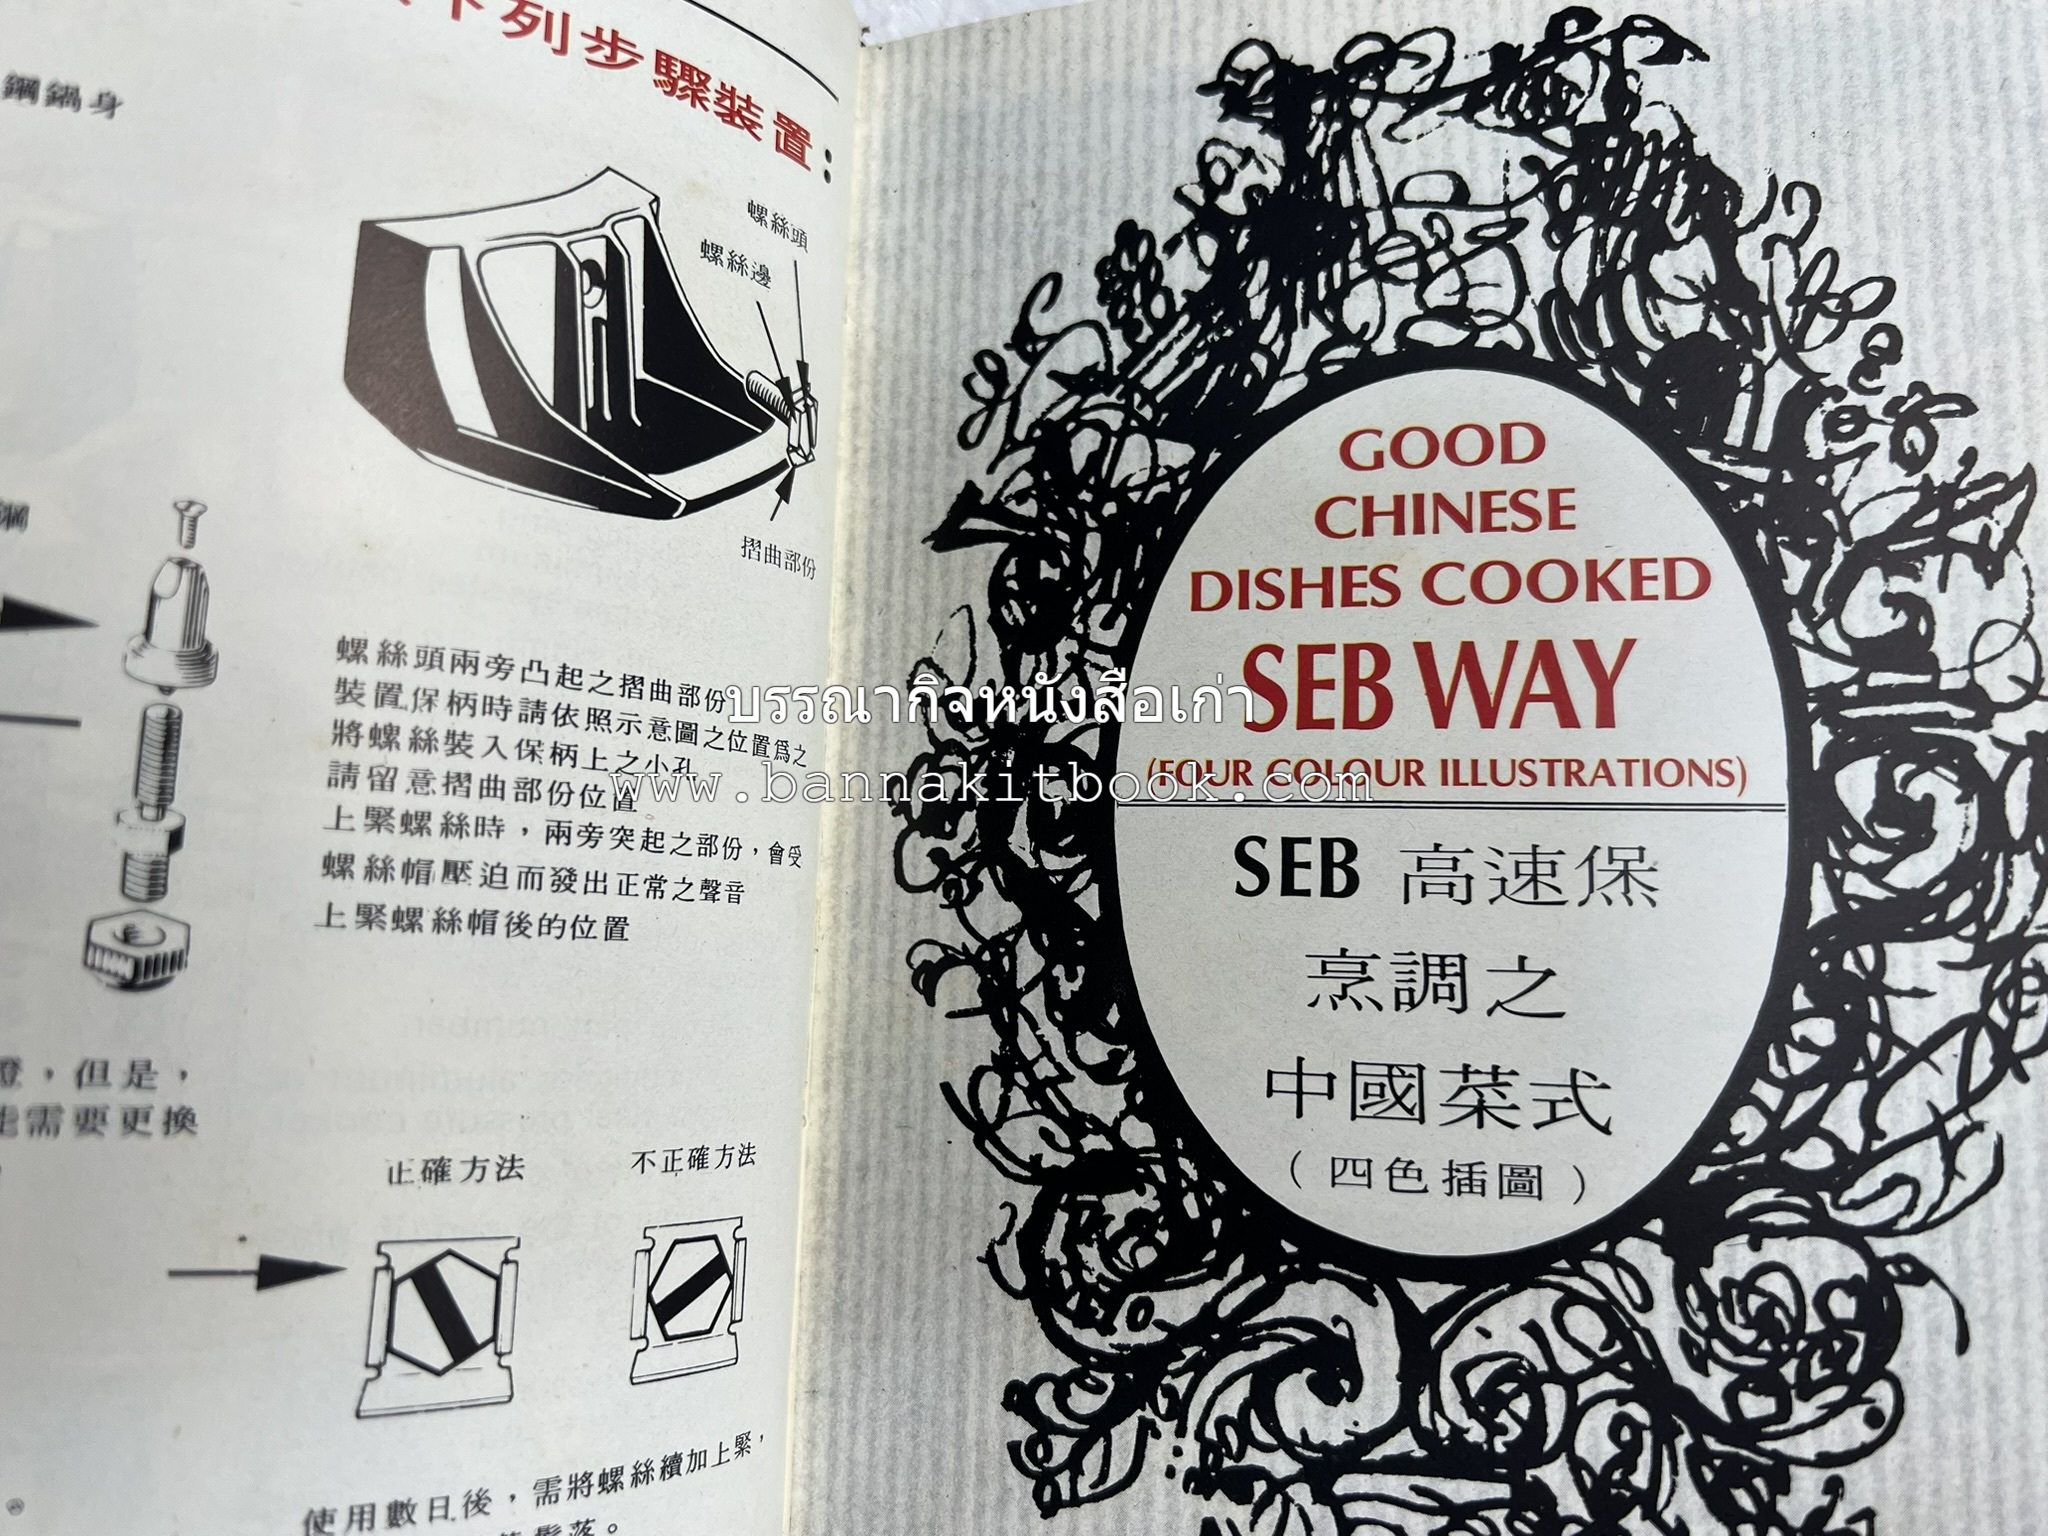 下列步驟裝置：
鋼鍋身
螺絲頭
螺絲邊
摺曲部份
螺絲頭兩旁凸起之摺曲部份
裝置保柄時請依照示意圖之位置爲之
將螺絲裝入保柄上之小孔
請留意摺曲部份位置
上緊螺絲時，兩旁突起之部份，會受
螺絲帽壓迫而發出正常之聲音
上緊螺絲帽後的位置
，但是，
需要更換
正確方法
不正確方法
使用數日後，需將螺絲續加上緊，
落。
GOOD
CHINESE
DISHES COOKED
SEB WAY
(FOUR COLOUR ILLUSTRATIONS)
SEB 高速煲
烹調之
中國菜式
（四色插圖）
บรรณากิจหนังสือเก่า
www.bannakitbook.com